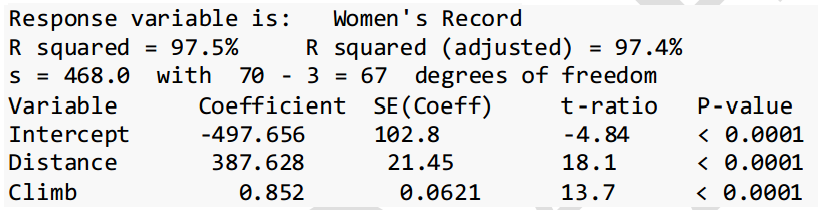 Response variable is: Women's Record
R squared = 97.5% R squared (adjusted) = 97.4%
s = 468.0 with 70 - 3 = 67 degrees of freedom
Variable Coefficient SE(Coeff) t-ratio P-value
Intercept -497.656 102.8 -4.84 < 0.0001
Distance 387.628 21.45 18.1 < 0.0001
Climb 0.852 0.0621 13.7 < 0.0001